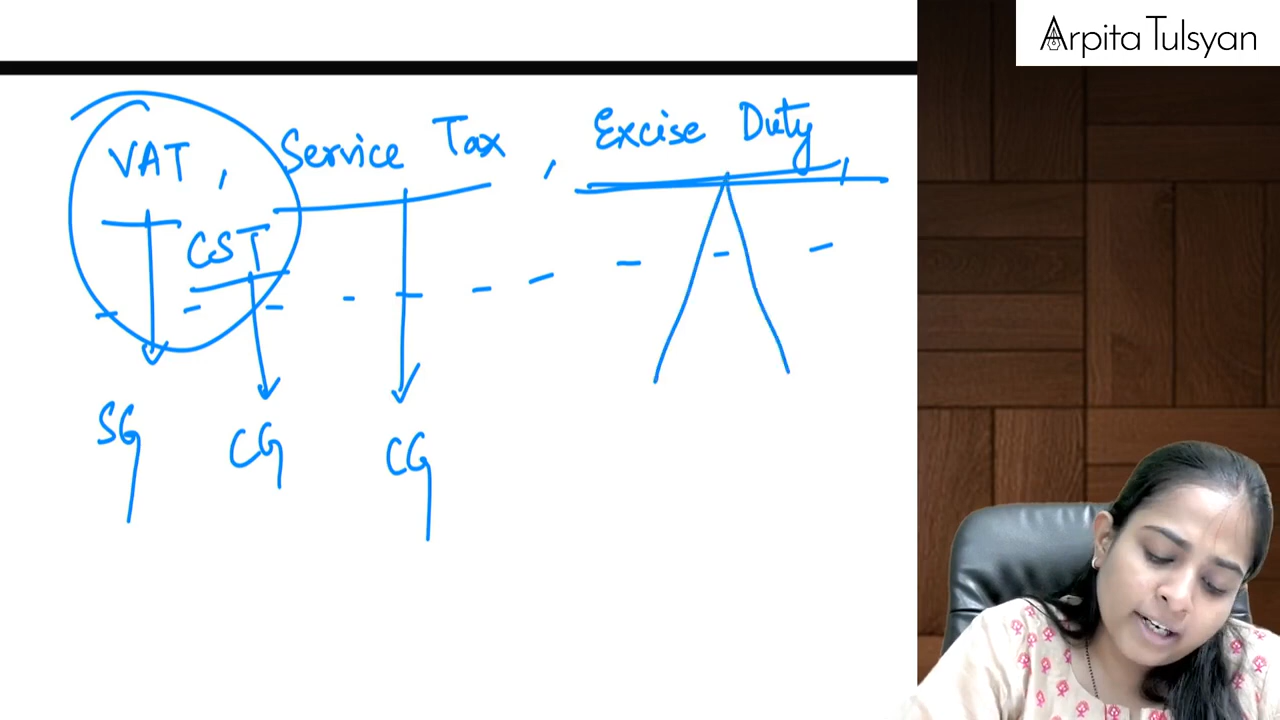 Arpita Tulsyan
VAT, Service Tax, Excise Duty,
CST
SG CG CG